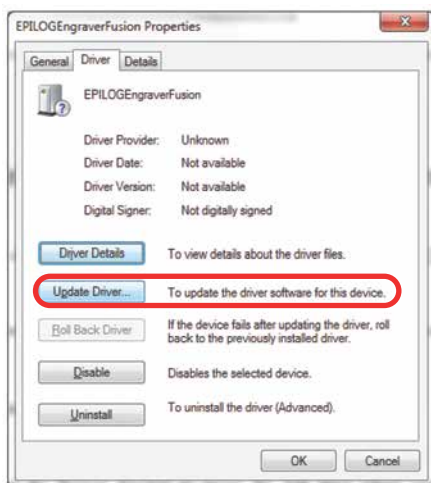 EPILOGEngraverFusion Properties
General Driver Details
EPILOGEngraverFusion
Driver Provider: Unknown
Driver Date: Not available
Driver Version: Not available
Digital Signer: Not digitally signed
Driver Details To view details about the driver files.
Update Driver... To update the driver software for this device.
Roll Back Driver If the device fails after updating the driver, roll
back to the previously installed driver.
Disable Disables the selected device.
Uninstall To uninstall the driver (Advanced).
OK Cancel